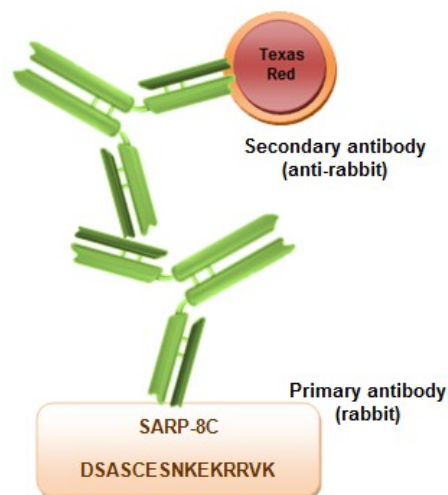 Texas
Red
Secondary antibody
(anti-rabbit)
Primary antibody
(rabbit)
SARP-8C
DSASCESNKEKRRVK